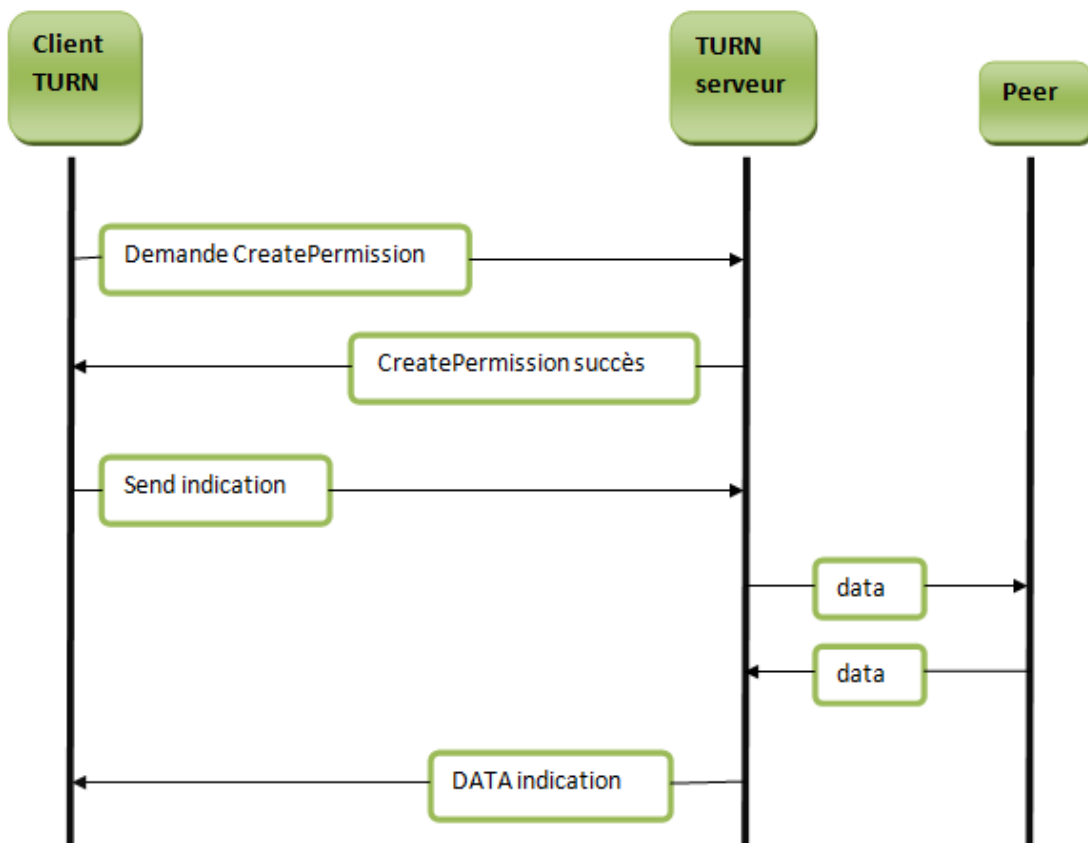 Client
TURN
TURN
serveur
Peer
Demande CreatePermission
CreatePermission succès
Send indication
data
data
DATA indication